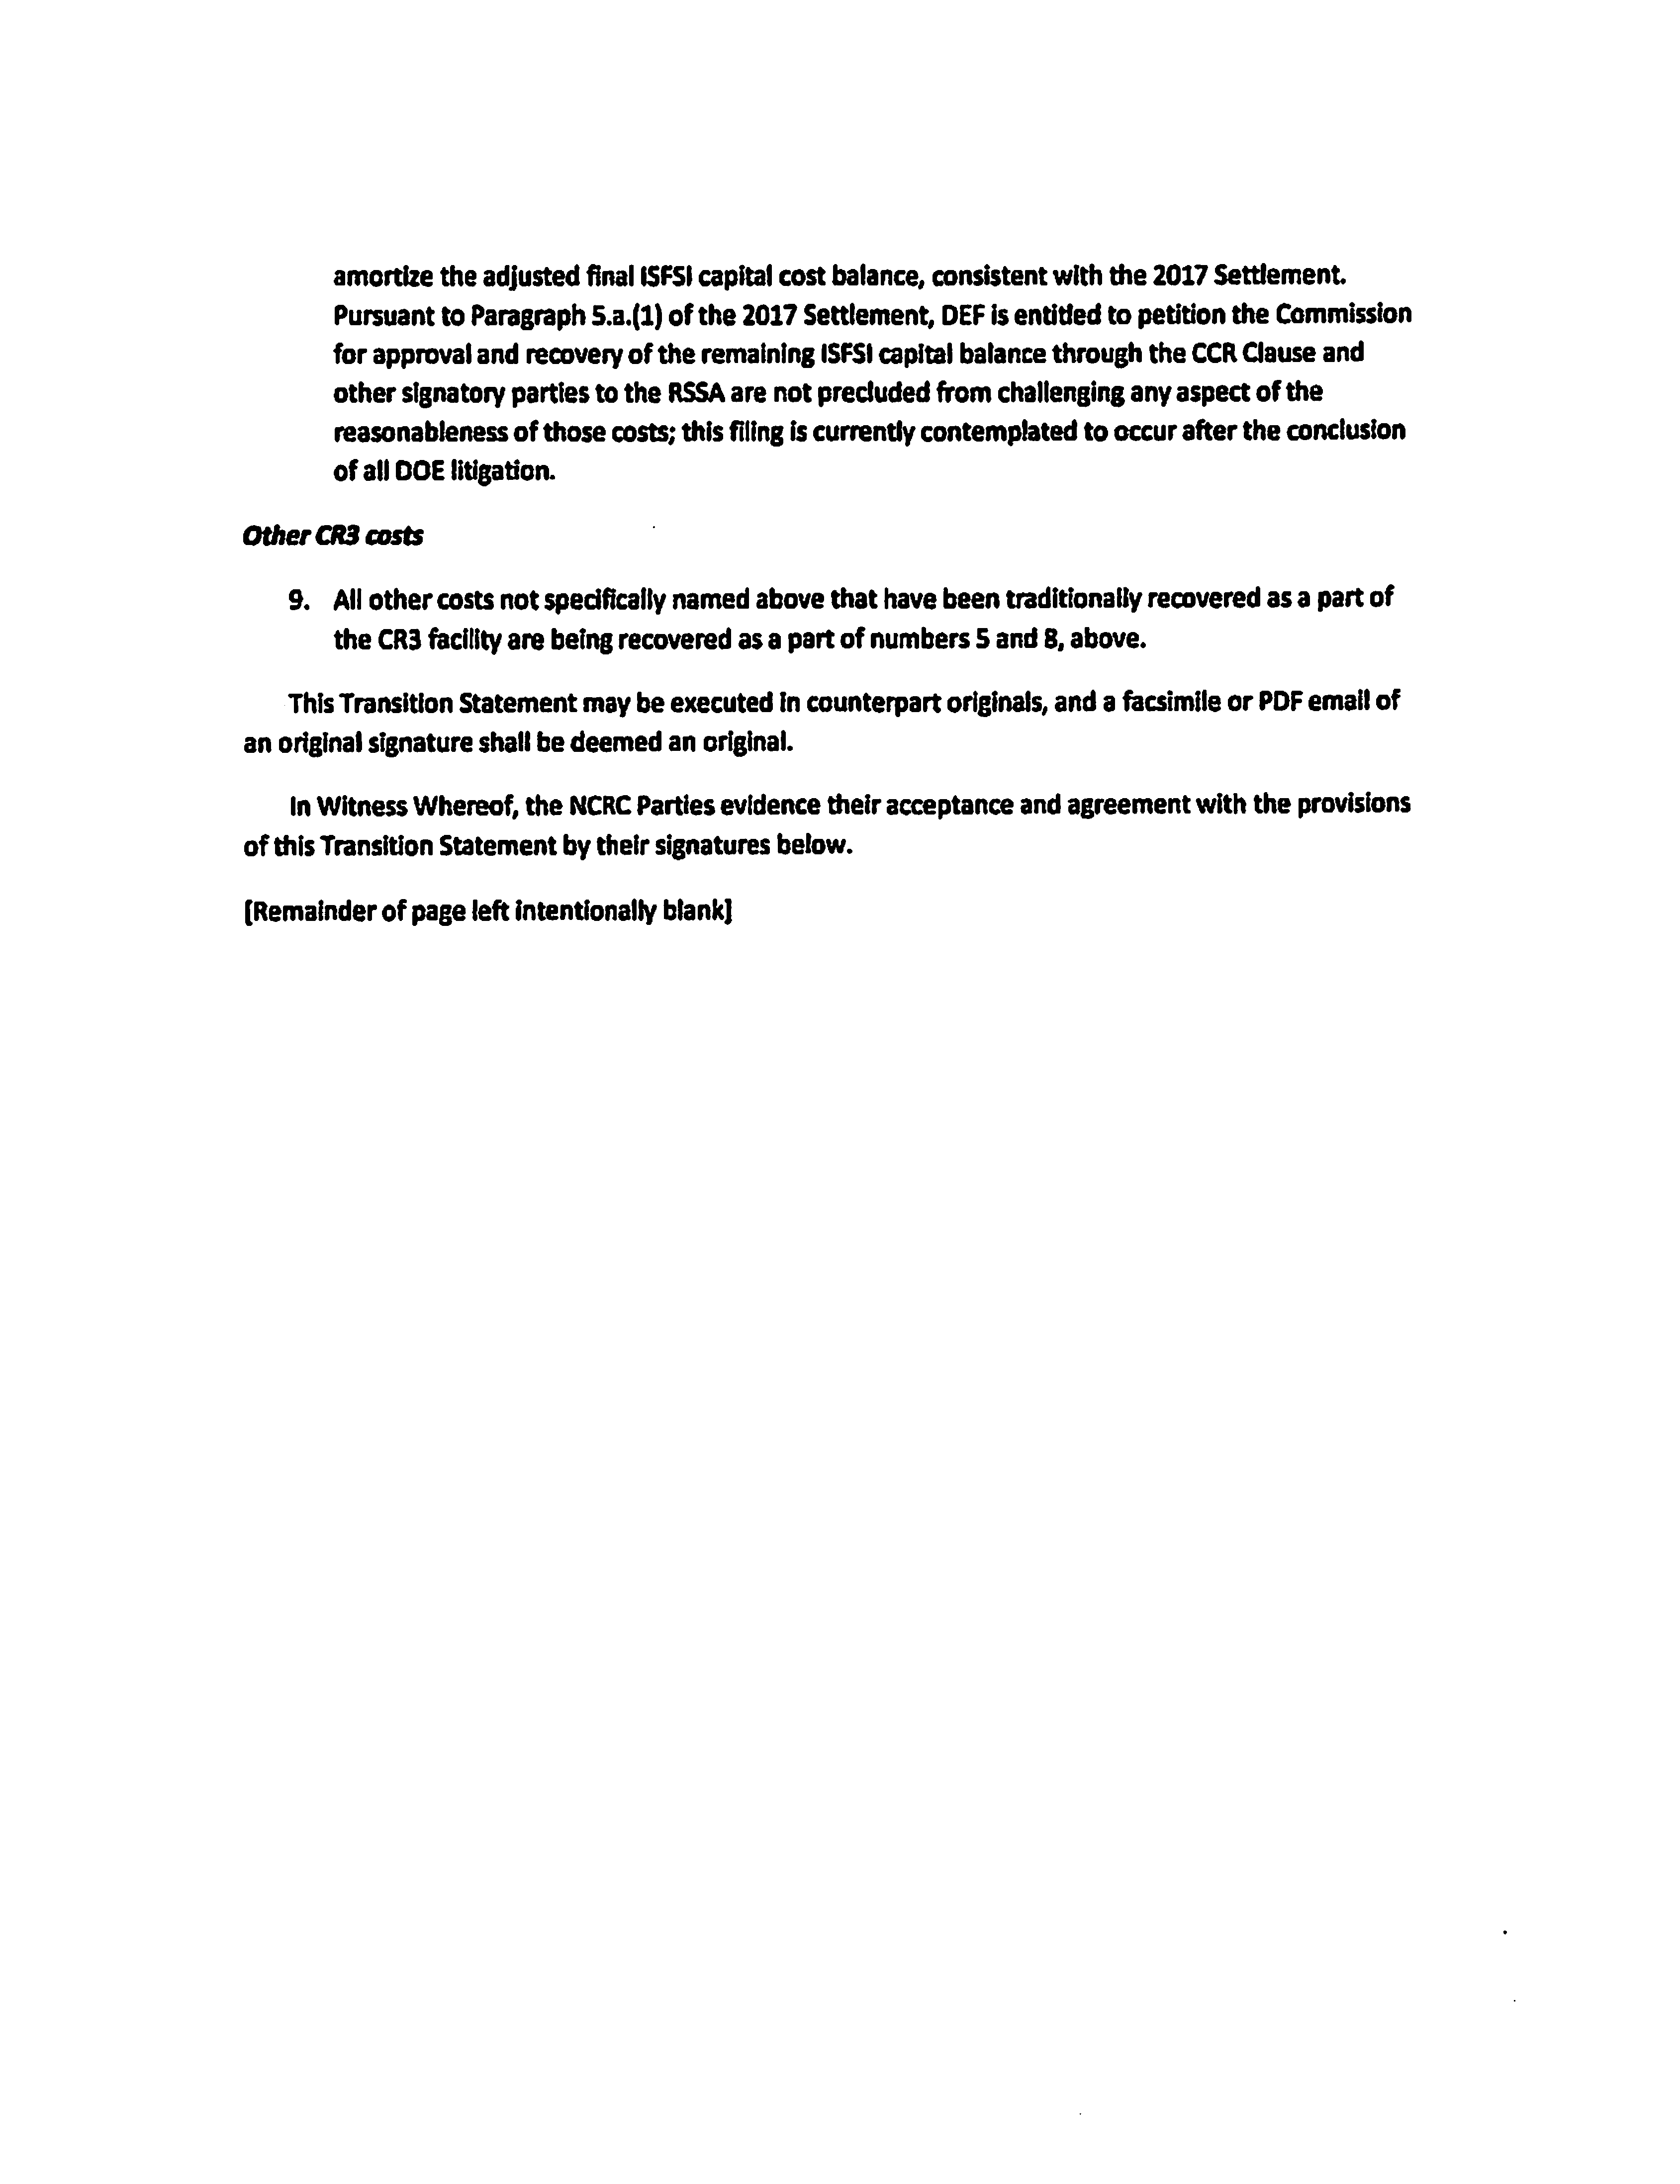 amortize the adjusted final ISFSI capital cost balance, consistent with the 2017 Settlement.
Pursuant to Paragraph 5.a.(1) of the 2017 Settlement, DEF is entitled to petition the Commission
for approval and recovery of the remaining ISFSI capital balance through the CCR Clause and
other signatory parties to the RSSA are not precluded from challenging any aspect of the
reasonableness of those costs; this filing is currently contemplated to occur after the conclusion
of all DOE litigation.
Other CR3 costs
9. All other costs not specifically named above that have been traditionally recovered as a part of
the CR3 facility are being recovered as a part of numbers 5 and 8, above.
This Transition Statement may be executed in counterpart originals, and a facsimile or PDF email of
an original signature shall be deemed an original.
In Witness Whereof, the NCRC Parties evidence their acceptance and agreement with the provisions
of this Transition Statement by their signatures below.
[Remainder of page left intentionally blank]